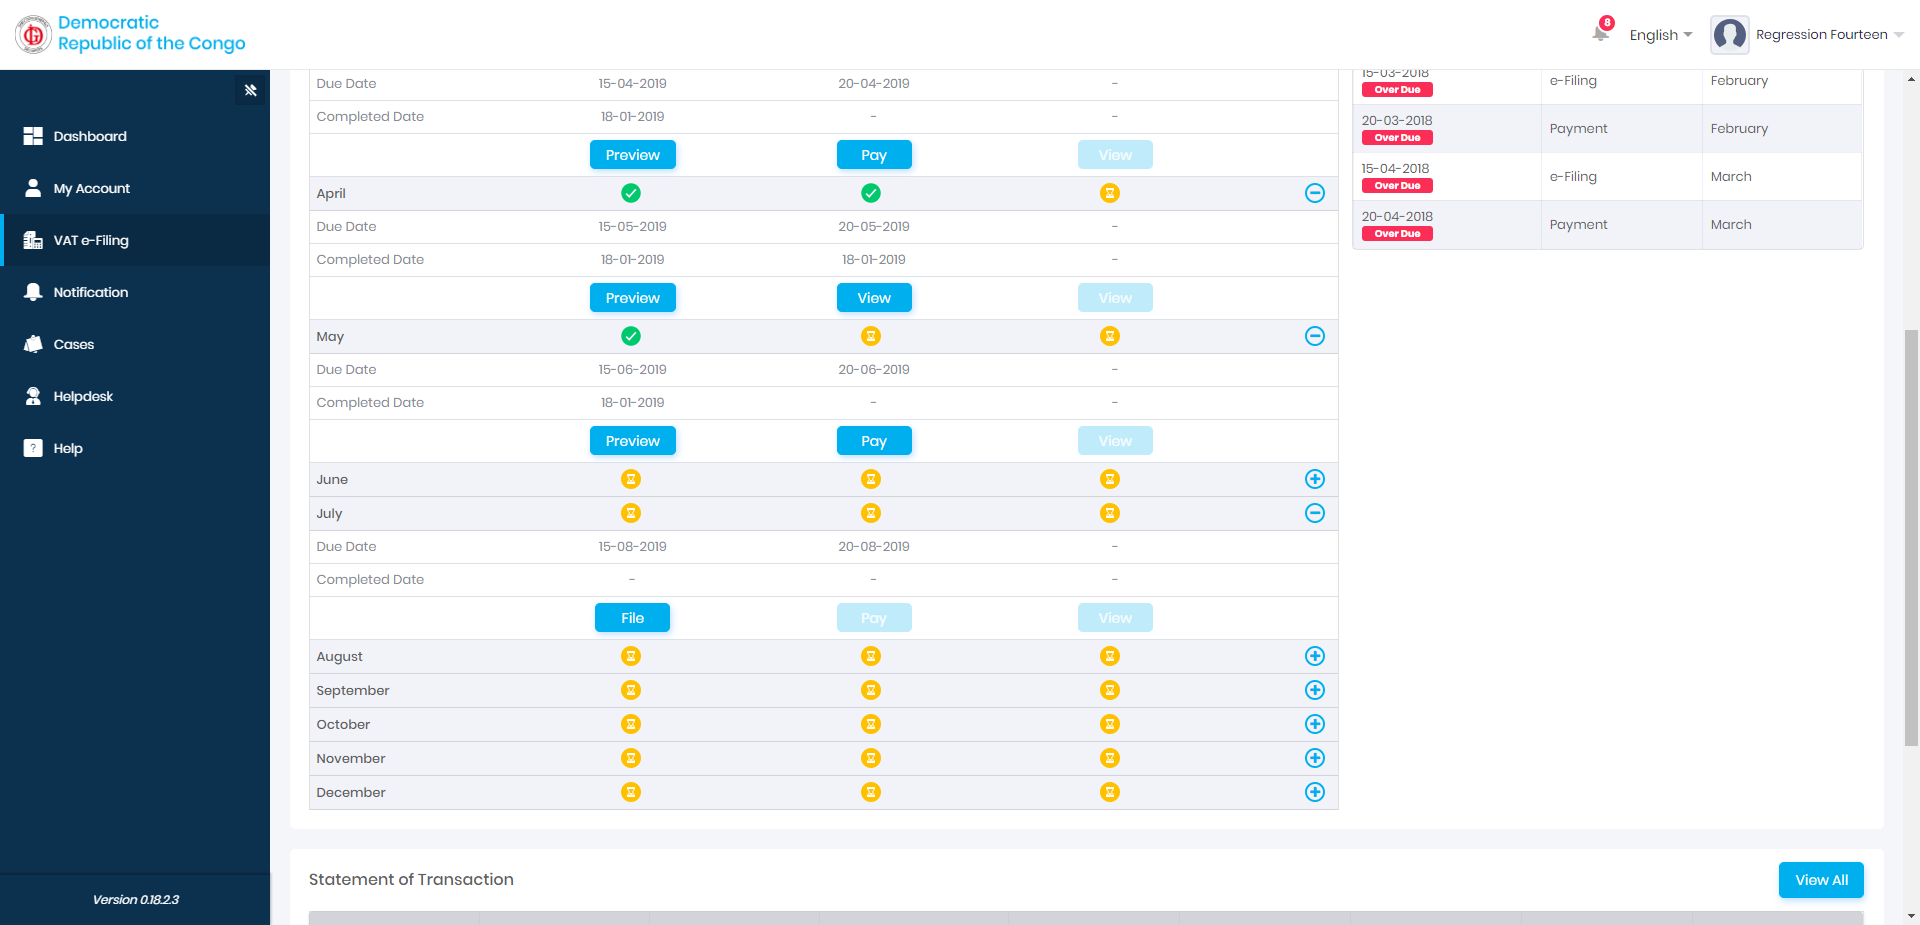 Democratic
Republic of the Congo
8
English
Regression Fourteen
Dashboard
My Account
VAT e-Filing
Notification
Cases
Helpdesk
Help
Version 0.18.2.3
Due Date 15-04-2019 20-04-2019 -
Completed Date 18-01-2019 - -
Preview Pay View
April
Due Date 15-05-2019 20-05-2019 -
Completed Date 18-01-2019 18-01-2019 -
Preview View View
May
Due Date 15-06-2019 20-06-2019 -
Completed Date 18-01-2019 - -
Preview Pay View
June
July
Due Date 15-08-2019 20-08-2019 -
Completed Date - - -
File Pay View
August
September
October
November
December
15-03-2018 e-Filing February
Over Due
20-03-2018 Payment February
Over Due
15-04-2018 e-Filing March
Over Due
20-04-2018 Payment March
Over Due
Statement of Transaction View All